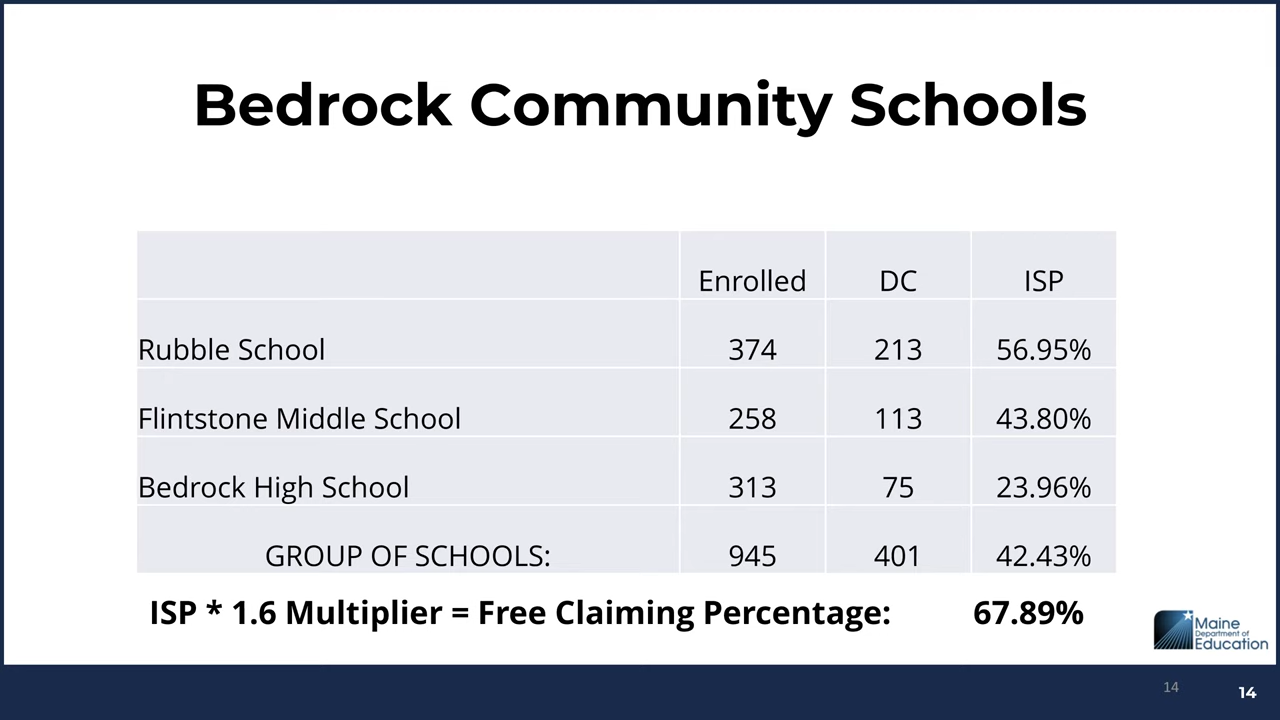 Bedrock Community Schools
Enrolled DC ISP
Rubble School 374 213 56.95%
Flintstone Middle School 258 113 43.80%
Bedrock High School 313 75 23.96%
GROUP OF SCHOOLS: 945 401 42.43%
ISP * 1.6 Multiplier = Free Claiming Percentage: 67.89%
Maine
Department of
Education
14
14